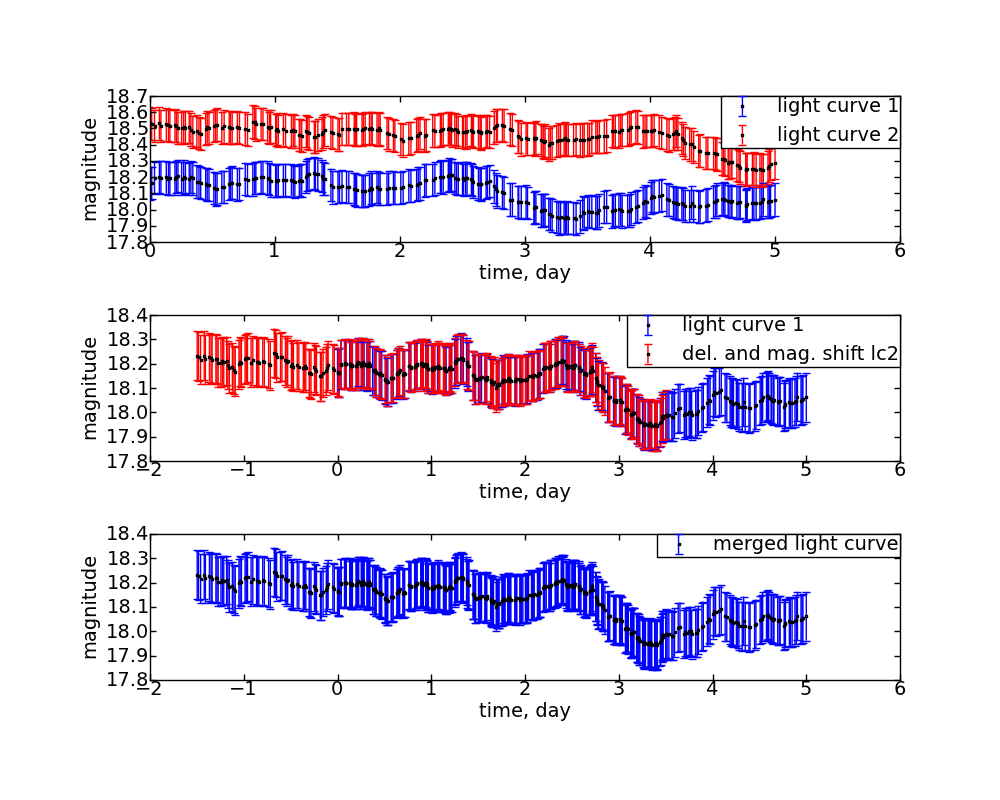 18.7
18.6
18.5
18.4
18.3
18.2
18.1
18.0
17.9
17.8
magnitude
light curve 1
light curve 2
0 1 2 3 4 5 6
time, day
18.4
18.3
18.2
18.1
18.0
17.9
17.8
magnitude
light curve 1
del. and mag. shift lc2
−2 −1 0 1 2 3 4 5 6
time, day
18.4
18.3
18.2
18.1
18.0
17.9
17.8
magnitude
merged light curve
−2 −1 0 1 2 3 4 5 6
time, day